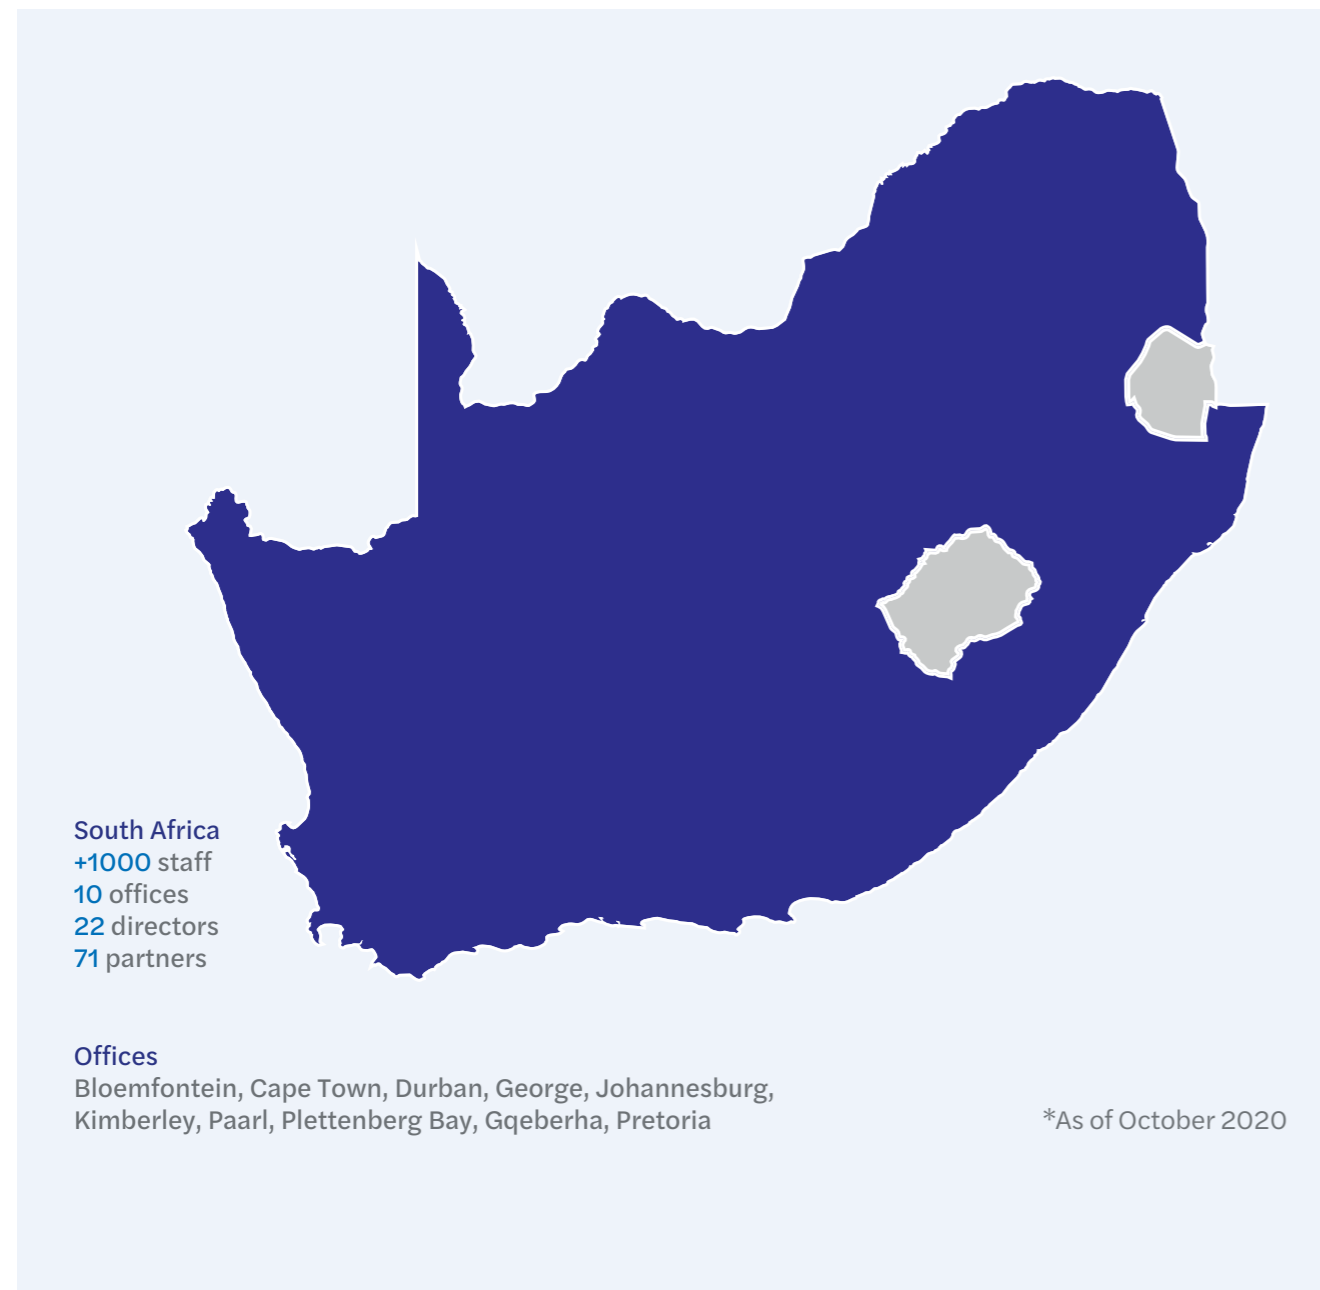 South Africa
+1000 staff
10 offices
22 directors
71 partners
Offices
Bloemfontein, Cape Town, Durban, George, Johannesburg,
Kimberley, Paarl, Plettenberg Bay, Gqeberha, Pretoria
*As of October 2020